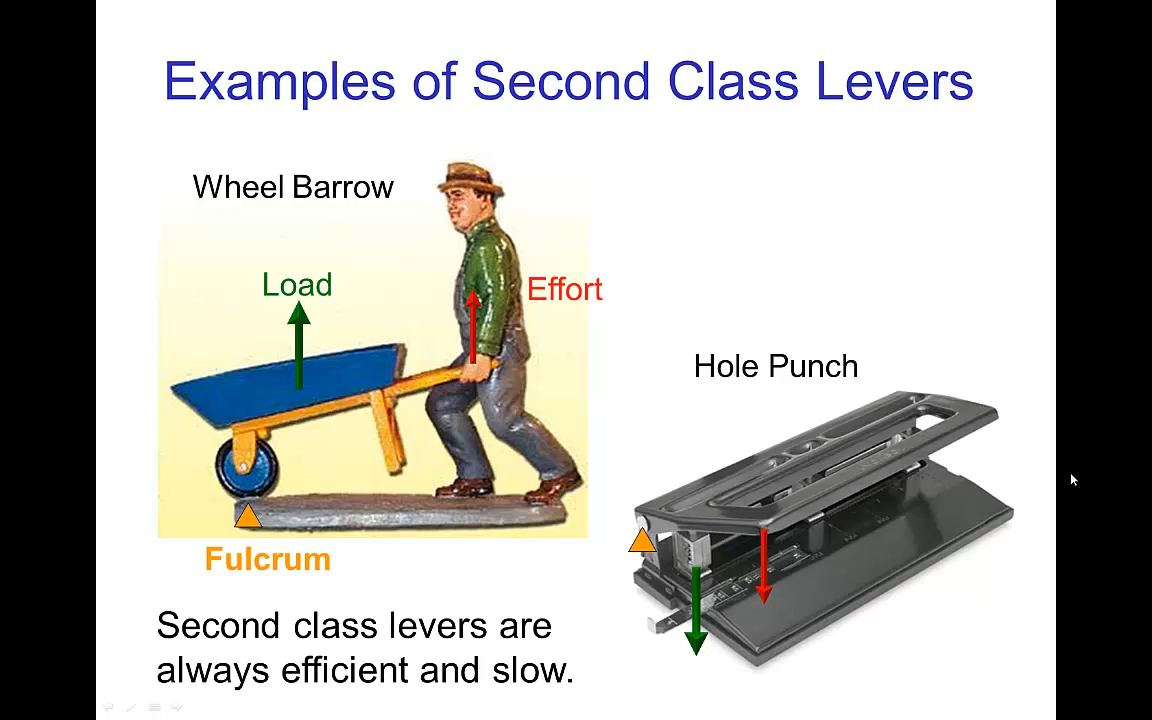 Examples of Second Class Levers
Wheel Barrow
Load
Effort
Hole Punch
Fulcrum
Second class levers are
always efficient and slow.